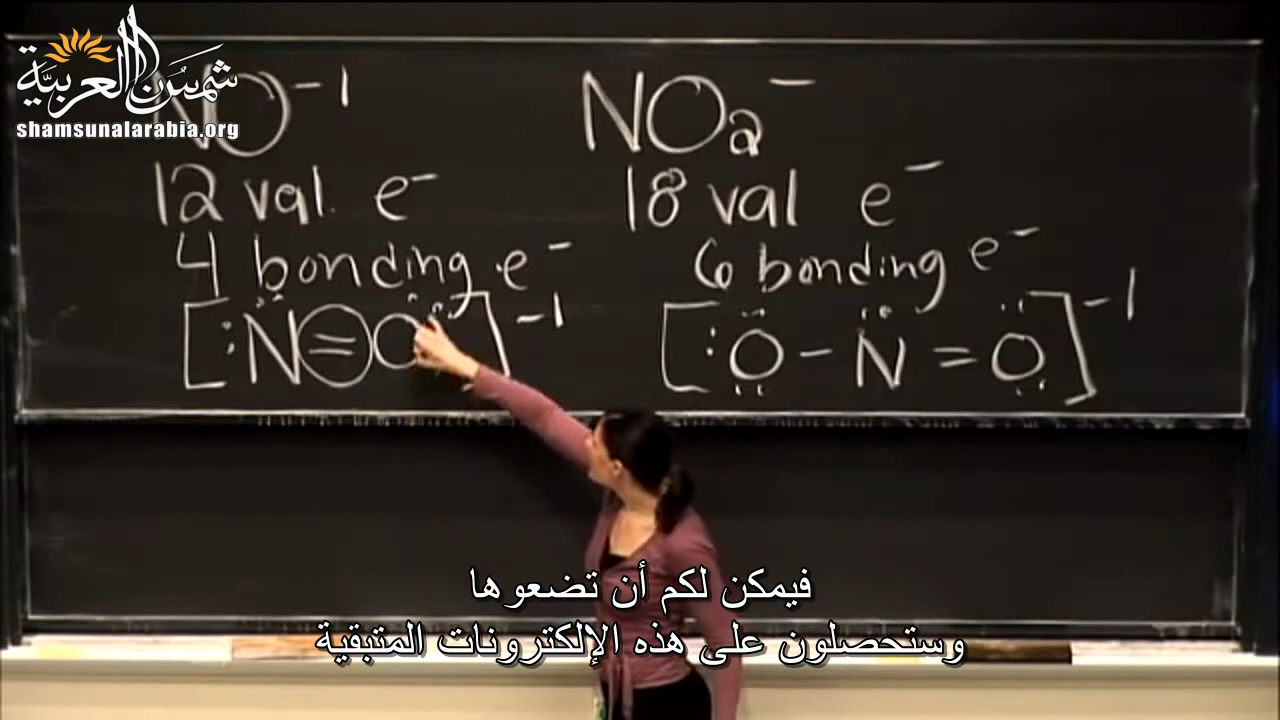 شمس العربية
shamsunalarabia.org
NO⁻¹
12 val. e⁻
4 bonding e⁻
[:N=O]⁻¹
NO₂⁻
18 val e⁻
6 bonding e⁻
[:O-N=O]⁻¹
فيمكن لكم أن تضعوها
وستحصلون على هذه الإلكترونات المتبقية